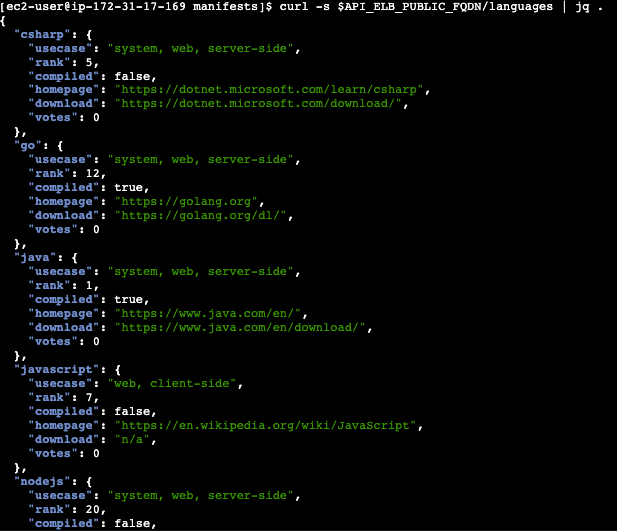 [ec2-user@ip-172-31-17-169 manifests]$ curl -s $API_ELB_PUBLIC_FQDN/languages | jq .
{
  "csharp": {
    "usecase": "system, web, server-side",
    "rank": 5,
    "compiled": false,
    "homepage": "https://dotnet.microsoft.com/learn/csharp",
    "download": "https://dotnet.microsoft.com/download/",
    "votes": 0
  },
  "go": {
    "usecase": "system, web, server-side",
    "rank": 12,
    "compiled": true,
    "homepage": "https://golang.org",
    "download": "https://golang.org/dl/",
    "votes": 0
  },
  "java": {
    "usecase": "system, web, server-side",
    "rank": 1,
    "compiled": true,
    "homepage": "https://www.java.com/en/",
    "download": "https://www.java.com/en/download/",
    "votes": 0
  },
  "javascript": {
    "usecase": "web, client-side",
    "rank": 7,
    "compiled": false,
    "homepage": "https://en.wikipedia.org/wiki/JavaScript",
    "download": "n/a",
    "votes": 0
  },
  "nodejs": {
    "usecase": "system, web, server-side",
    "rank": 20,
    "compiled": false,